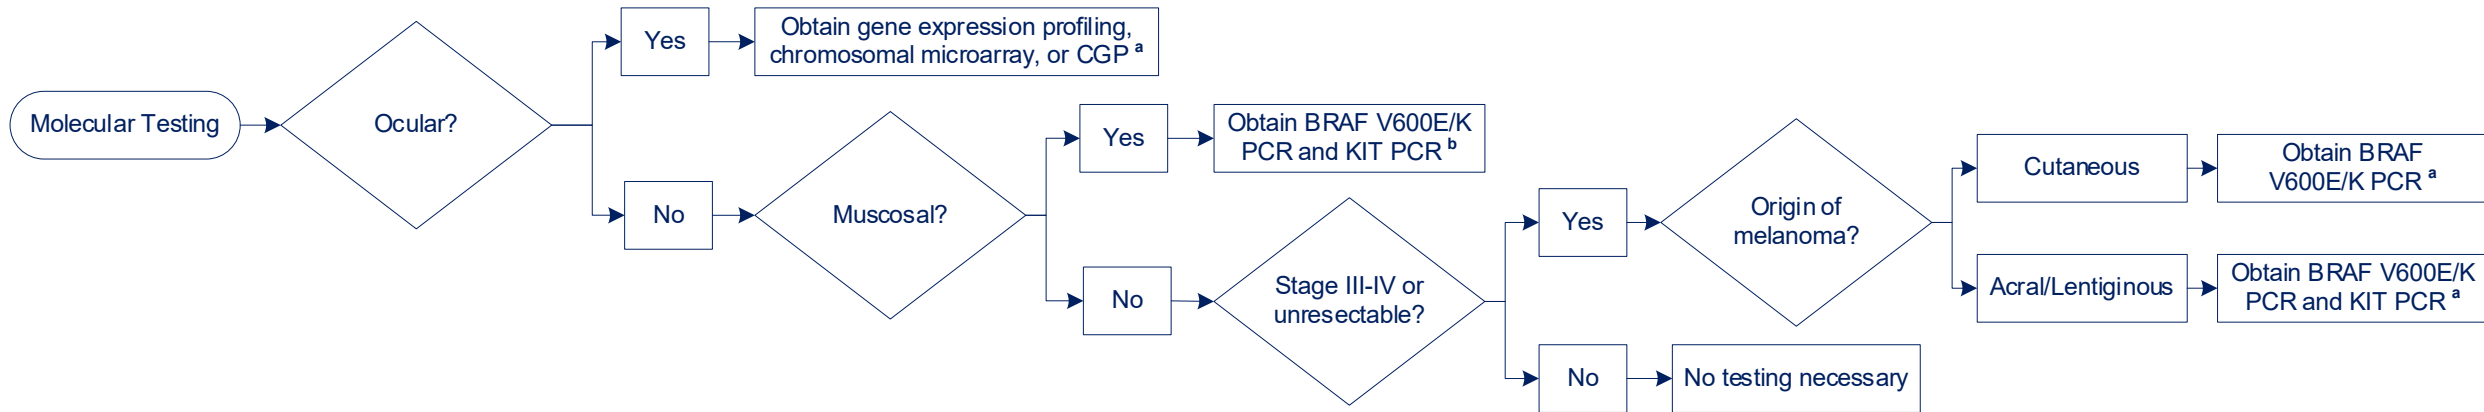 Molecular Testing
Ocular?
Yes
Obtain gene expression profiling,
chromosomal microarray, or CGP a
No
Muscosal?
Yes
Obtain BRAF V600E/K
PCR and KIT PCR b
No
Stage III-IV or
unresectable?
Yes
Origin of
melanoma?
Cutaneous
Obtain BRAF
V600E/K PCR a
Acral/Lentiginous
Obtain BRAF V600E/K
PCR and KIT PCR a
No
No testing necessary